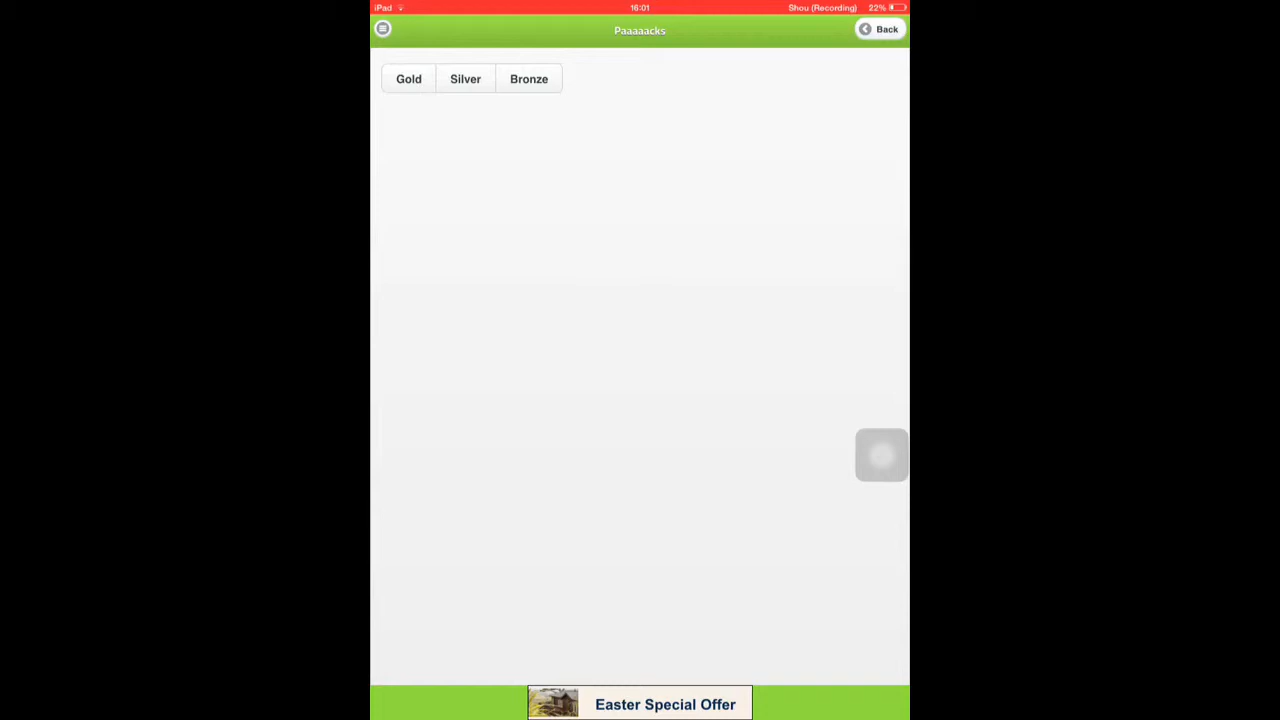 iPad 16:01 Shou (Recording) 22%
Paaaaacks Back
Gold Silver Bronze
Easter Special Offer